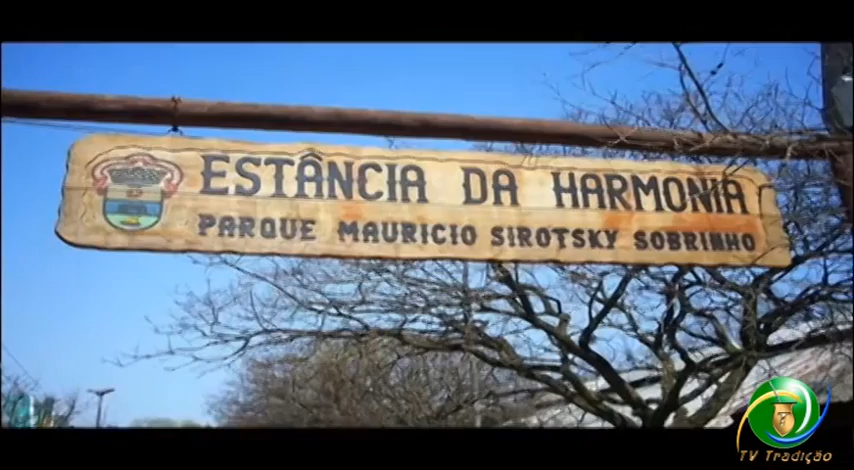 ESTÂNCIA DA HARMONIA
PARQUE MAURICIO SIROTSKY SOBRINHO
TV Tradição